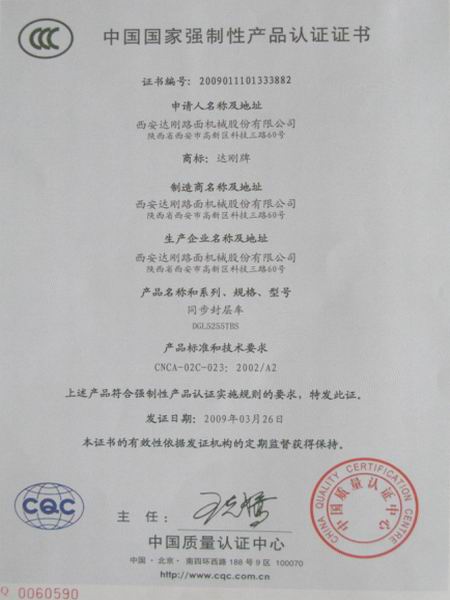 中国国家强制性产品认证证书
证书编号：2009011101333882
申请人名称及地址
西安达刚路面机械股份有限公司
陕西省西安市高新区科技三路60号
商标：达刚牌
制造商名称及地址
西安达刚路面机械股份有限公司
陕西省西安市高新区科技三路60号
生产企业名称及地址
西安达刚路面机械股份有限公司
陕西省西安市高新区科技三路60号
产品名称和系列、规格、型号
同步封层车
DGL5255TBS
产品标准和技术要求
CNCA-02C-023：2002/A2
上述产品符合强制性产品认证实施规则的要求，特发此证。
发证日期：2009年03月26日
本证书的有效性依据发证机构的定期监督获得保持。
CQC
主任：
CHINA QUALITY CERTIFICATION CENTRE
中国质量认证中心
中国质量认证中心
中国·北京·南四环西路188号9区 100070
http://www.cqc.com.cn
Q 0060590